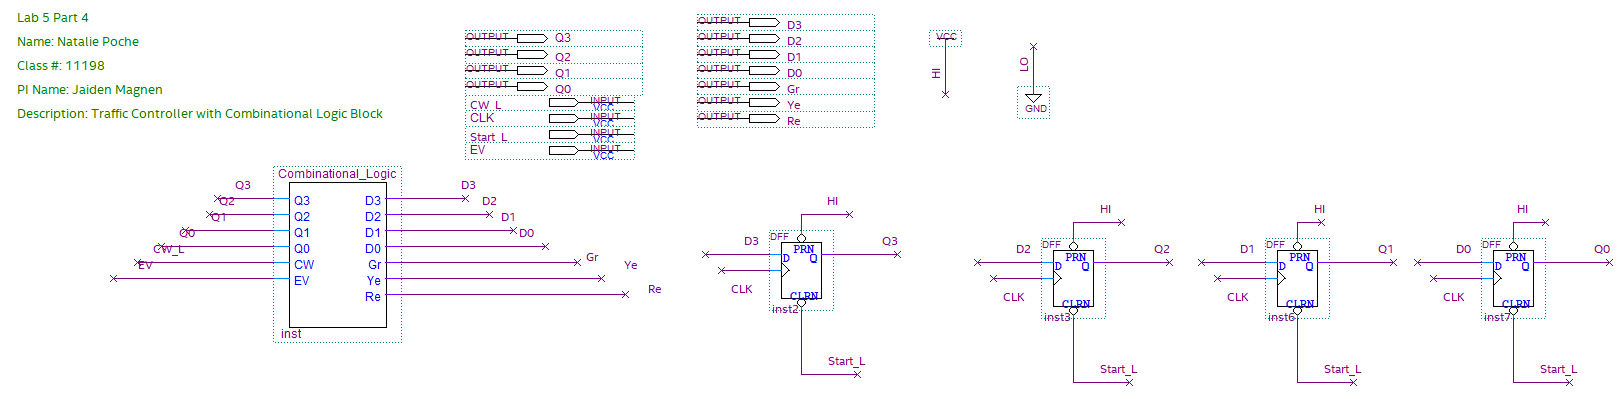 Lab 5 Part 4
Name: Natalie Poche
Class #: 11198
PI Name: Jaiden Magnen
Description: Traffic Controller with Combinational Logic Block
OUTPUT Q3
OUTPUT Q2
OUTPUT Q1
OUTPUT Q0
CW_L INPUT VCC
CLK INPUT VCC
Start_L INPUT VCC
EV INPUT VCC
OUTPUT D3
OUTPUT D2
OUTPUT D1
OUTPUT D0
OUTPUT Gr
OUTPUT Ye
OUTPUT Re
VCC
HI
LO
GND
Combinational_Logic
Q3 Q3 D3 D3
Q2 Q2 D2 D2
Q1 Q1 D1 D1
Q0 Q0 D0 D0
CW_L CW Gr Gr
EV EV Ye Ye
Re Re
inst
HI
DFF
PRN
D3 D Q Q3
CLK
CLRN
inst2
Start_L
HI
DFF
PRN
D2 D Q Q2
CLK
CLRN
inst3
Start_L
HI
DFF
PRN
D1 D Q Q1
CLK
CLRN
inst6
Start_L
HI
DFF
PRN
D0 D Q Q0
CLK
CLRN
inst7
Start_L